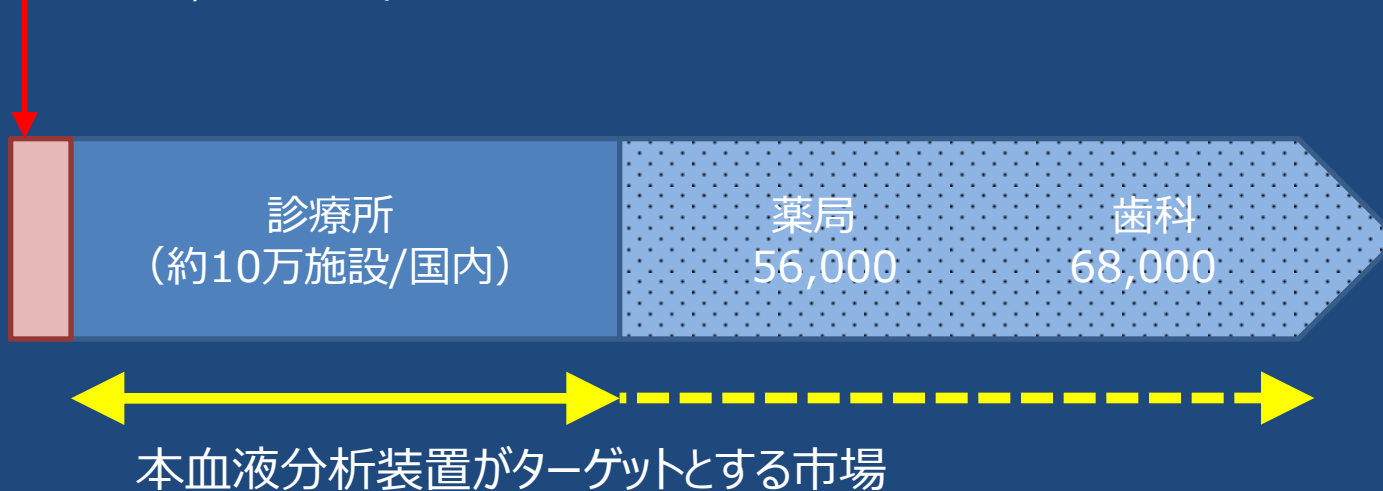 診療所
（約10万施設/国内）
薬局
56,000
歯科
68,000
本血液分析装置がターゲットとする市場